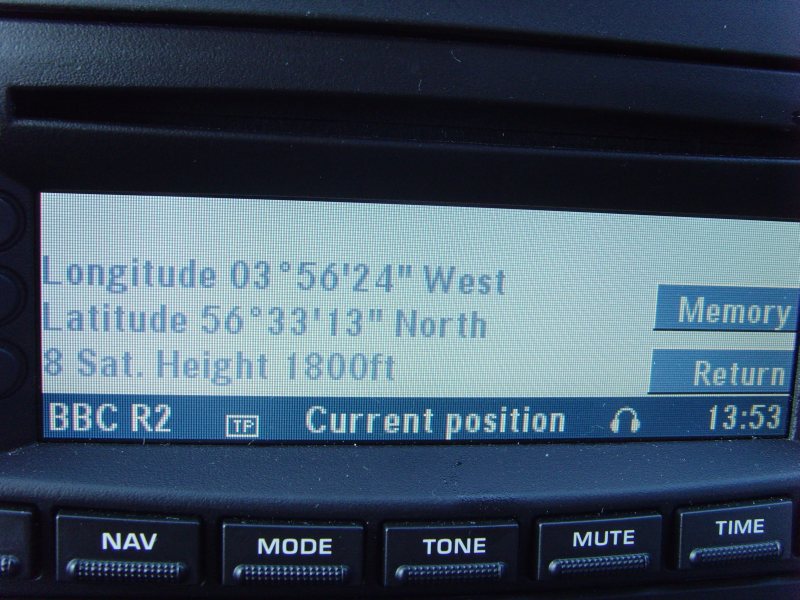 Longitude 03°56'24" West
Latitude 56°33'13" North
8 Sat. Height 1800ft
Memory
Return
BBC R2 TP Current position 13:53
NAV MODE TONE MUTE TIME